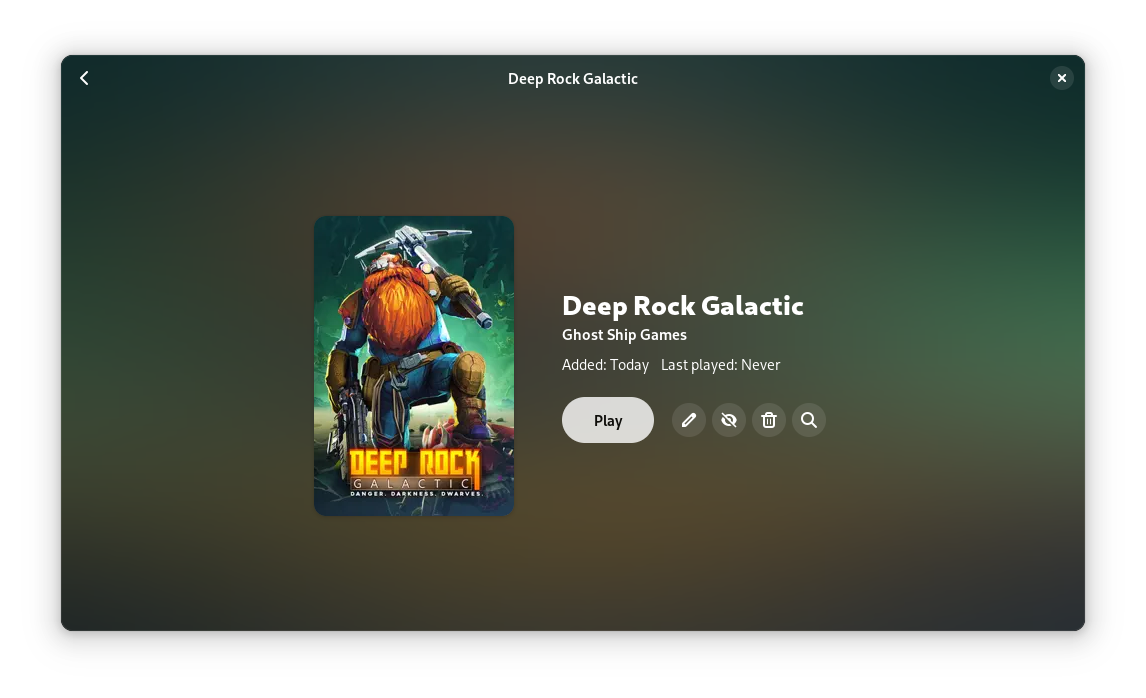 Deep Rock Galactic
DEEP ROCK
GALACTIC
DANGER. DARKNESS. DWARVES.
Deep Rock Galactic
Ghost Ship Games
Added: Today Last played: Never
Play